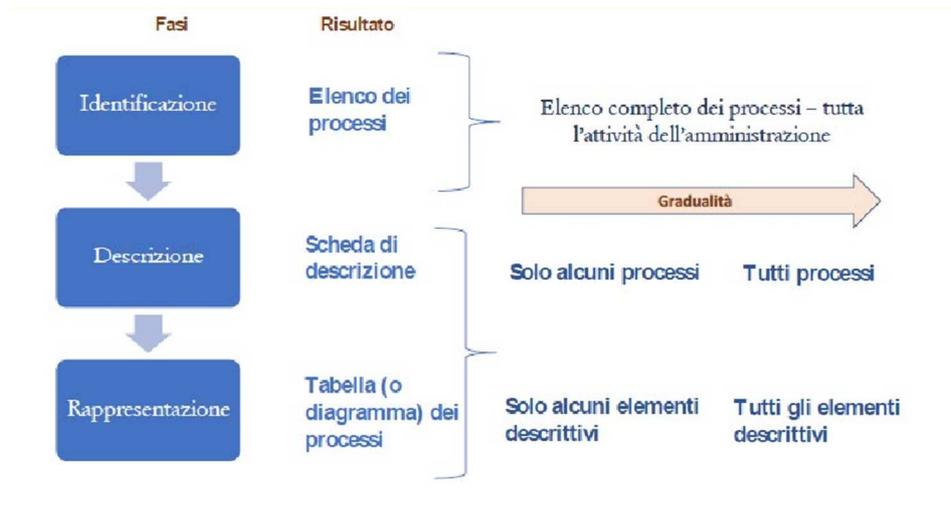 Fasi
Risultato
Identificazione
Elenco dei
processi
Elenco completo dei processi – tutta
l'attività dell'amministrazione
Gradualità
Descrizione
Scheda di
descrizione
Solo alcuni processi
Tutti processi
Rappresentazione
Tabella (o
diagramma) dei
processi
Solo alcuni elementi
descrittivi
Tutti gli elementi
descrittivi